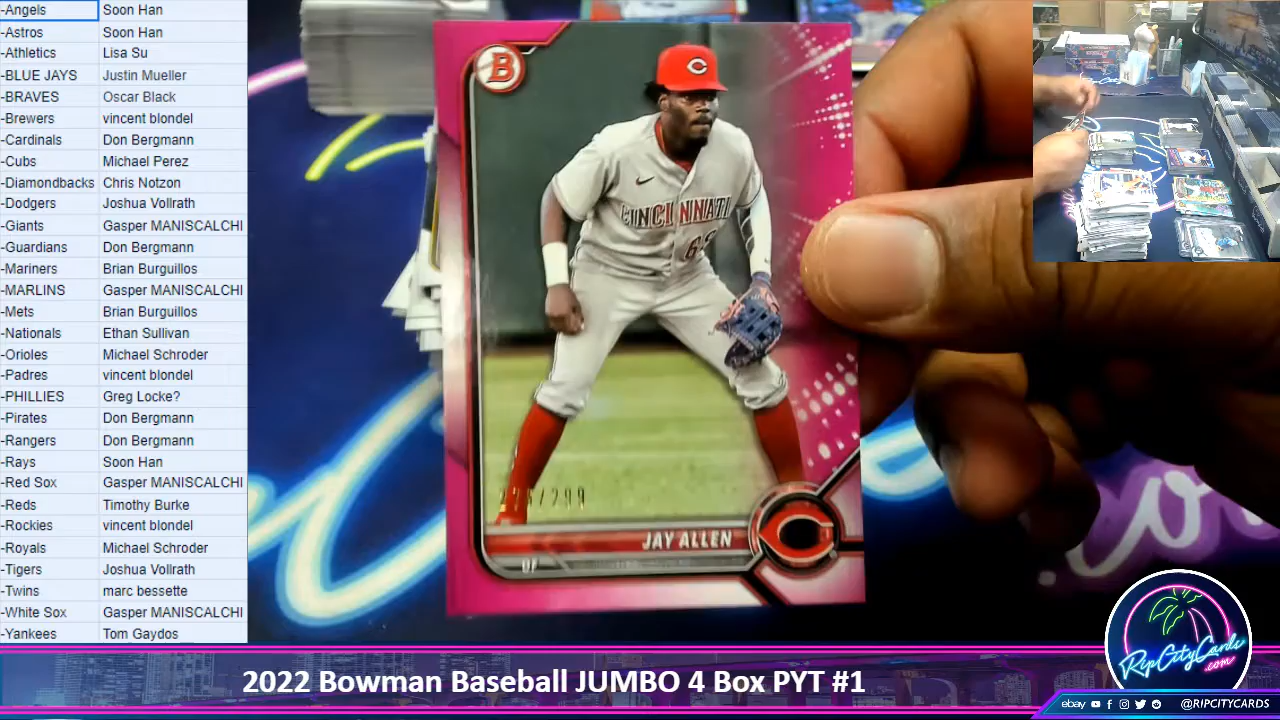 -Angels Soon Han
-Astros Soon Han
-Athletics Lisa Su
-BLUE JAYS Justin Mueller
-BRAVES Oscar Black
-Brewers vincent blondel
-Cardinals Don Bergmann
-Cubs Michael Perez
-Diamondbacks Chris Notzon
-Dodgers Joshua Vollrath
-Giants Gasper MANISCALCHI
-Guardians Don Bergmann
-Mariners Brian Burguillos
-MARLINS Gasper MANISCALCHI
-Mets Brian Burguillos
-Nationals Ethan Sullivan
-Orioles Michael Schroder
-Padres vincent blondel
-PHILLIES Greg Locke?
-Pirates Don Bergmann
-Rangers Don Bergmann
-Rays Soon Han
-Red Sox Gasper MANISCALCHI
-Reds Timothy Burke
-Rockies vincent blondel
-Royals Michael Schroder
-Tigers Joshua Vollrath
-Twins marc bessette
-White Sox Gasper MANISCALCHI
-Yankees Tom Gaydos
B
C
CINCINNATI
/299
JAY ALLEN
OF
C
RipCityCards
.com
2022 Bowman Baseball JUMBO 4 Box PYT #1
ebay @RIPCITYCARDS